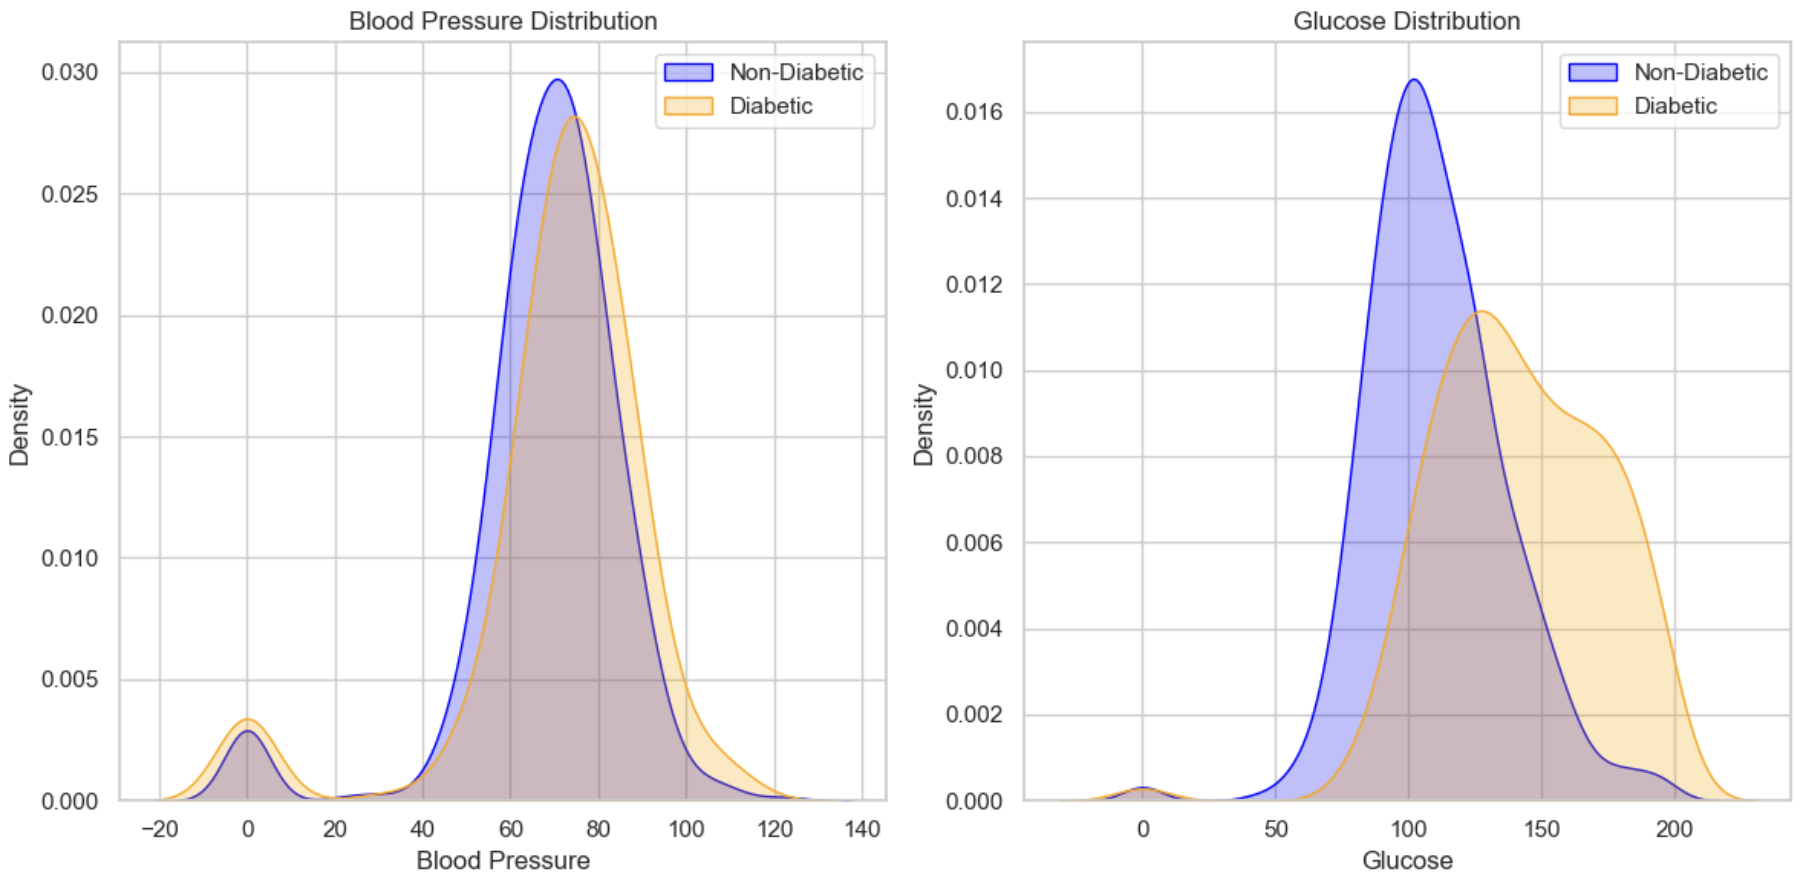 Blood Pressure Distribution
Non-Diabetic
Diabetic
0.030
0.025
0.020
0.015
0.010
0.005
0.000
Density
−20 0 20 40 60 80 100 120 140
Blood Pressure
Glucose Distribution
Non-Diabetic
Diabetic
0.016
0.014
0.012
0.010
0.008
0.006
0.004
0.002
0.000
Density
0 50 100 150 200
Glucose